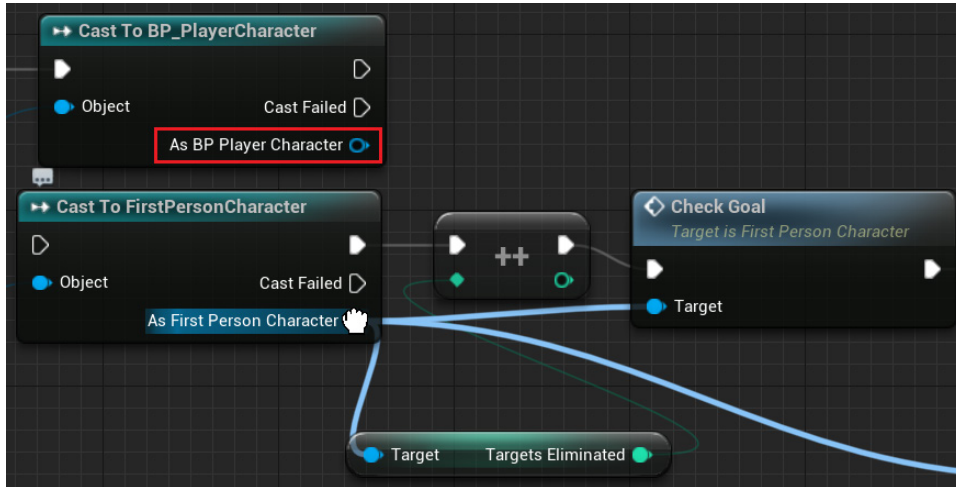 Cast To BP_PlayerCharacter
Object
Cast Failed
As BP Player Character
Cast To FirstPersonCharacter
Object
Cast Failed
As First Person Character
++
Check Goal
Target is First Person Character
Target
Target Targets Eliminated